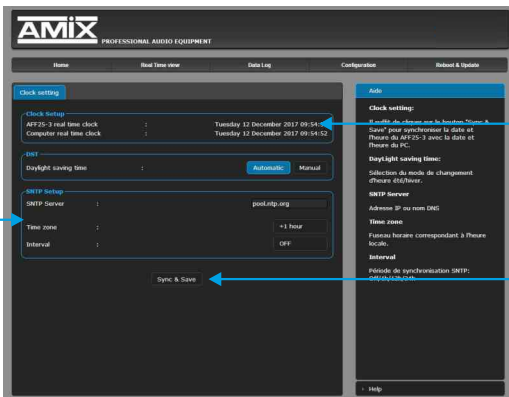 AMiX
PROFESSIONAL AUDIO EQUIPMENT
Home Real Time view Data Log Configuration Reboot & Update
Clock setting
Clock Setup
AFF25-3 real time clock : Tuesday 12 December 2017 09:54:
Computer real time clock : Tuesday 12 December 2017 09:54:52
DST
Daylight saving time : Automatic Manual
SNTP Setup
SNTP Server : pool.ntp.org
Time zone : +1 hour
Interval : OFF
Sync & Save
Aide
Clock setting:
Il suffit de cliquer sur le bouton "Sync &
Save" pour synchroniser la date et
l'heure du AFF25-3 avec la date et
l'heure du PC.
DayLight saving time:
Sélection du mode de changement
d'heure été/hiver.
SNTP Server
Adresse IP ou nom DNS
Time zone
Fuseau horaire correspondant à l'heure
locale.
Interval
Période de synchronisation SNTP:
Off/1h/12h/24h
› Help